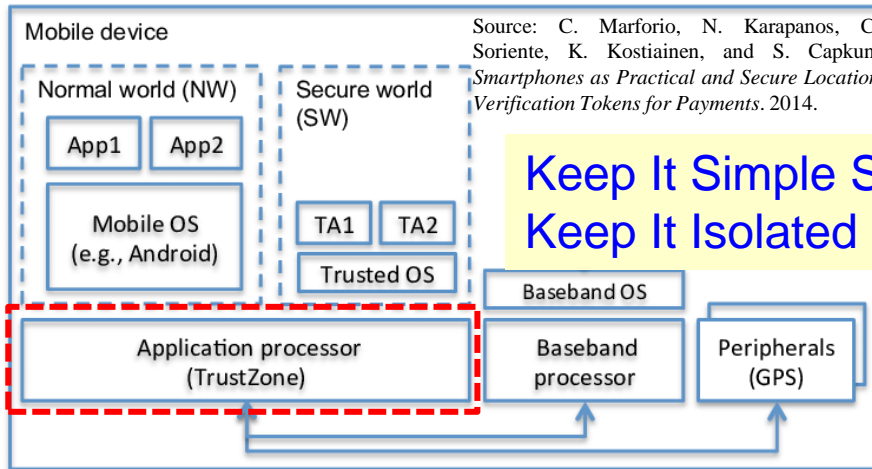 Mobile device
Source: C. Marforio, N. Karapanos, C.
Soriente, K. Kostiainen, and S. Capkun
Smartphones as Practical and Secure Location
Verification Tokens for Payments. 2014.
Normal world (NW)
Secure world
(SW)
App1
App2
Keep It Simple S
Keep It Isolated
Mobile OS
(e.g., Android)
TA1
TA2
Trusted OS
Baseband OS
Application processor
(TrustZone)
Baseband
processor
Peripherals
(GPS)